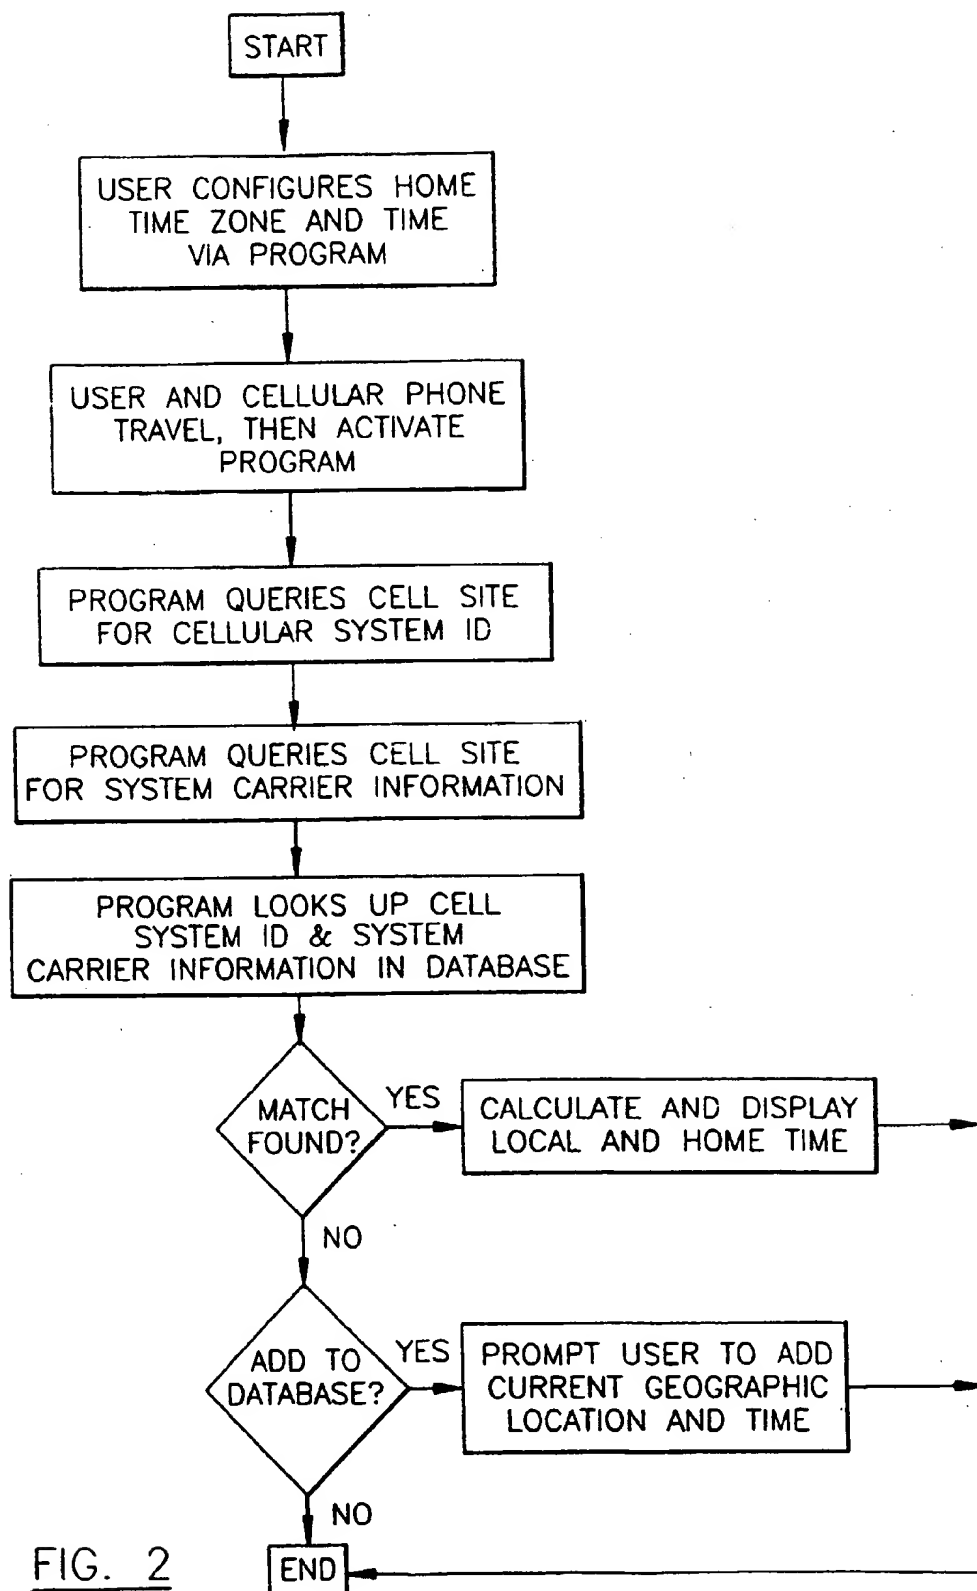 START
USER CONFIGURES HOME
TIME ZONE AND TIME
VIA PROGRAM
USER AND CELLULAR PHONE
TRAVEL, THEN ACTIVATE
PROGRAM
PROGRAM QUERIES CELL SITE
FOR CELLULAR SYSTEM ID
PROGRAM QUERIES CELL SITE
FOR SYSTEM CARRIER INFORMATION
PROGRAM LOOKS UP CELL
SYSTEM ID & SYSTEM
CARRIER INFORMATION IN DATABASE
MATCH
FOUND?
YES
CALCULATE AND DISPLAY
LOCAL AND HOME TIME
NO
ADD TO
DATABASE?
YES
PROMPT USER TO ADD
CURRENT GEOGRAPHIC
LOCATION AND TIME
NO
END
FIG. 2